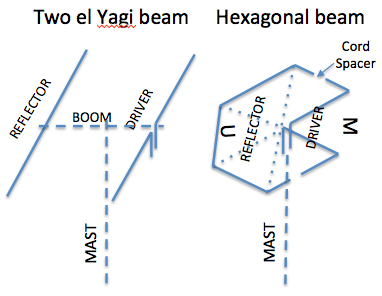 Two el Yagi beam
Hexagonal beam
Cord
Spacer
REFLECTOR
BOOM
DRIVER
MAST
U
REFLECTOR
DRIVER
M
MAST